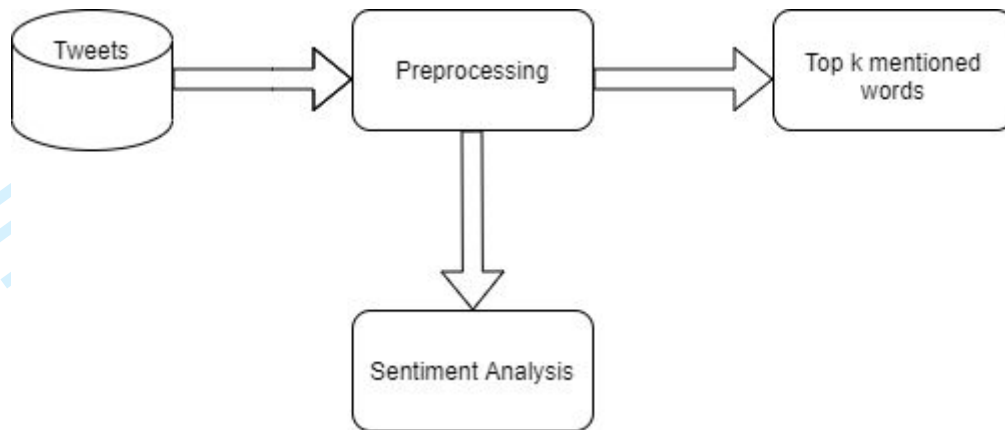 Tweets
Preprocessing
Top k mentioned
words
Sentiment Analysis